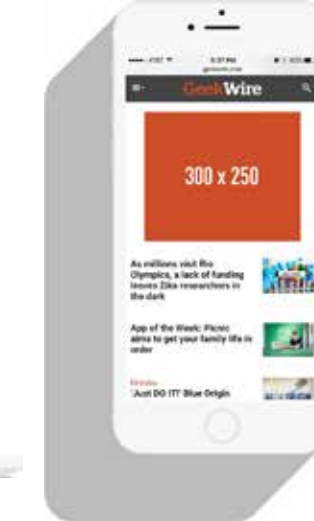 GeekWire
300 x 250
As millions visit Rio
Olympics, a lack of funding
leaves Zika researchers in
the dark
App of the Week: Picnic
aims to get your family life in
order
'Just DO IT!' Blue Origin